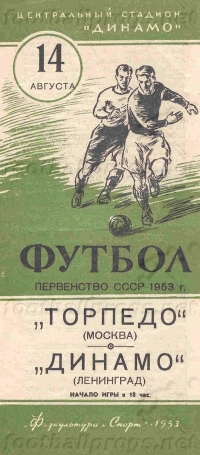 ЦЕНТРАЛЬНЫЙ СТАДИОН
„ДИНАМО"
14
АВГУСТА
ФУТБОЛ
ПЕРВЕНСТВО СССР 1953 г.
„ТОРПЕДО"
(МОСКВА)
„ДИНАМО"
(ЛЕНИНГРАД)
НАЧАЛО ИГРЫ в 18 час.
„Физкультура и Спорт"-1953